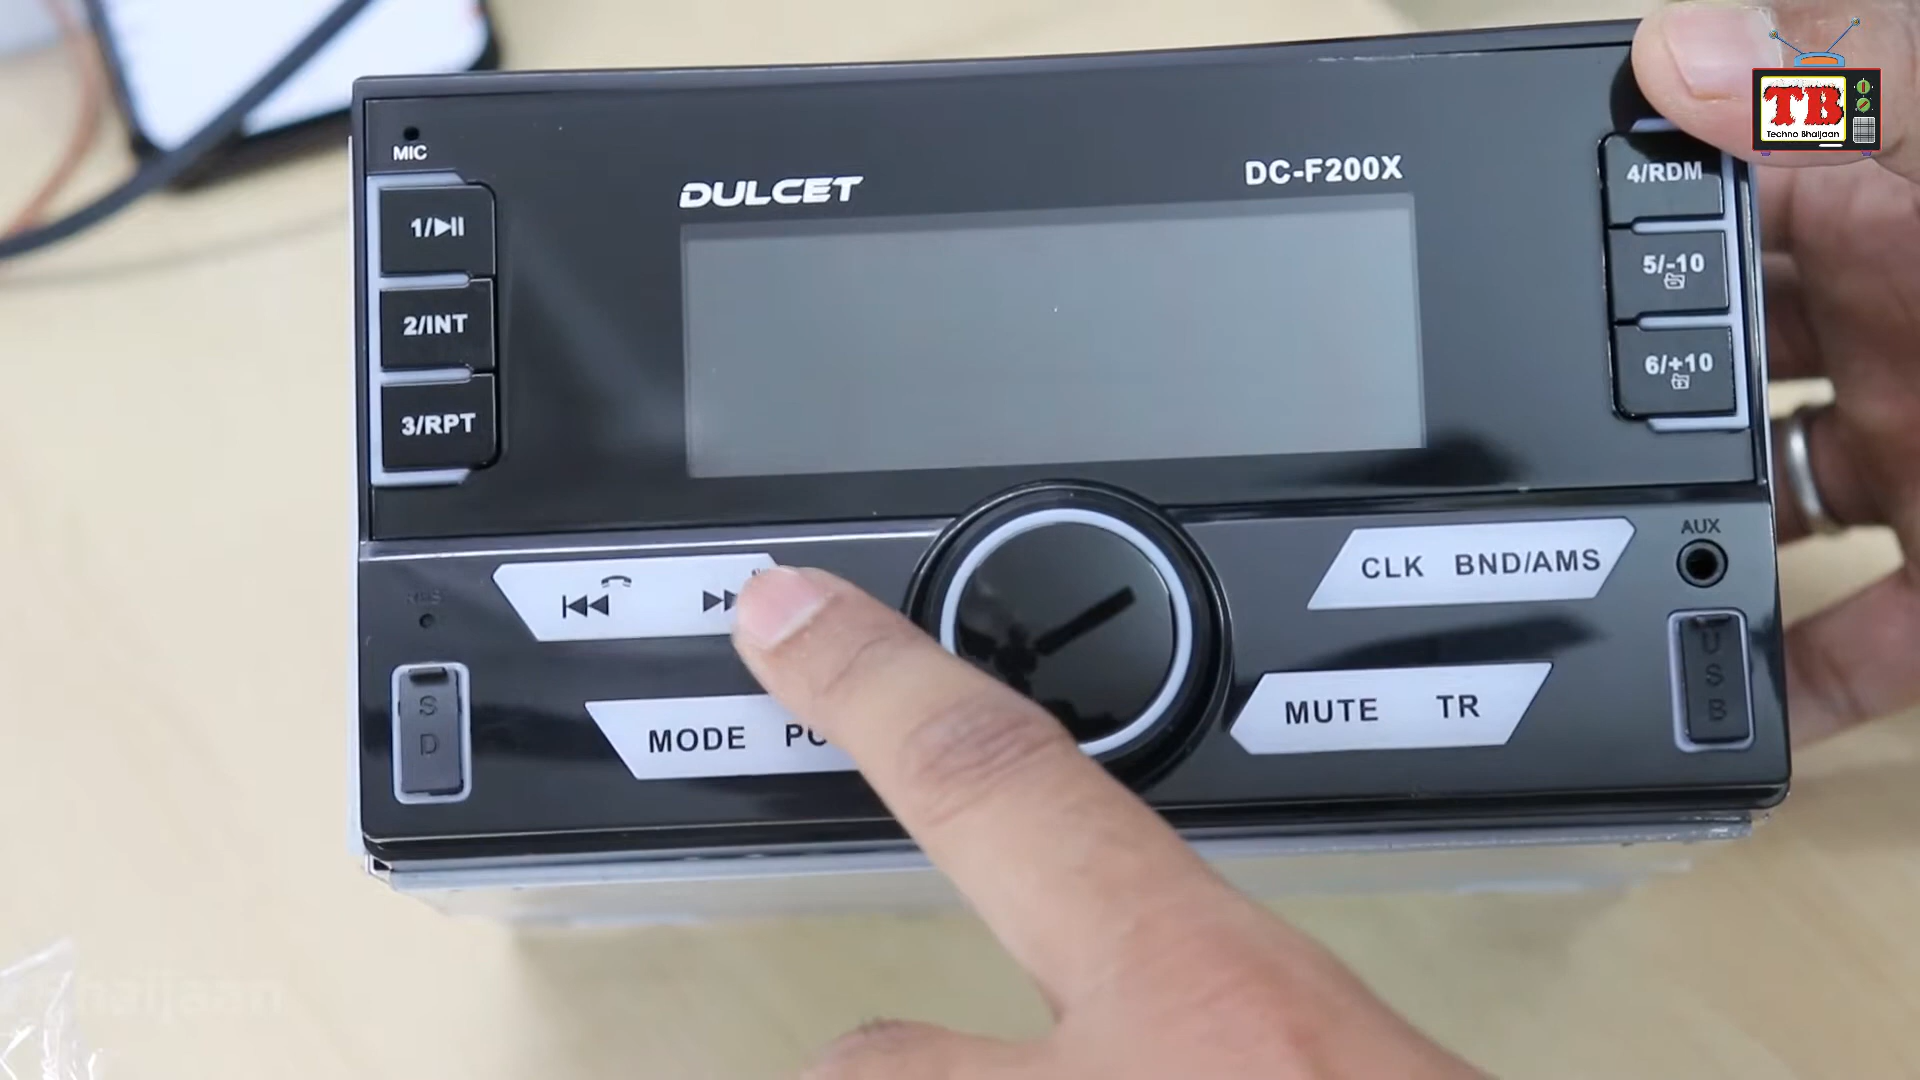 TB
Techno Bhaijaan
MIC
DULCET
DC-F200X
1/
2/INT
3/RPT
4/RDM
5/-10
6/+10
CLK BND/AMS
AUX
RES
MODE
MUTE TR
SD
USB